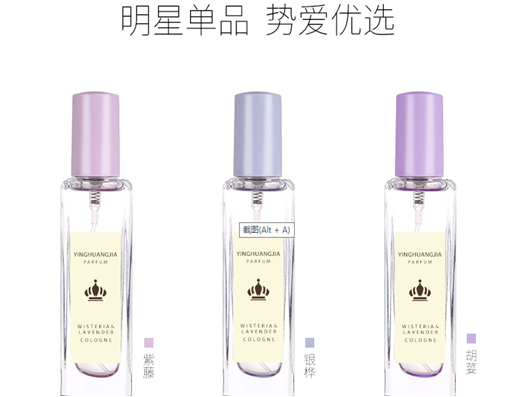 明星单品 势爱优选
YINGHUANGJIA
PARFUM
WISTERIA&
LAVENDER
COLOGNE
紫藤
截图(Alt + A)
YINGHUANGJIA
PARFUM
WISTERIA&
LAVENDER
COLOGNE
银桦
YINGHUANGJIA
PARFUM
WISTERIA&
LAVENDER
COLOGNE
胡荽